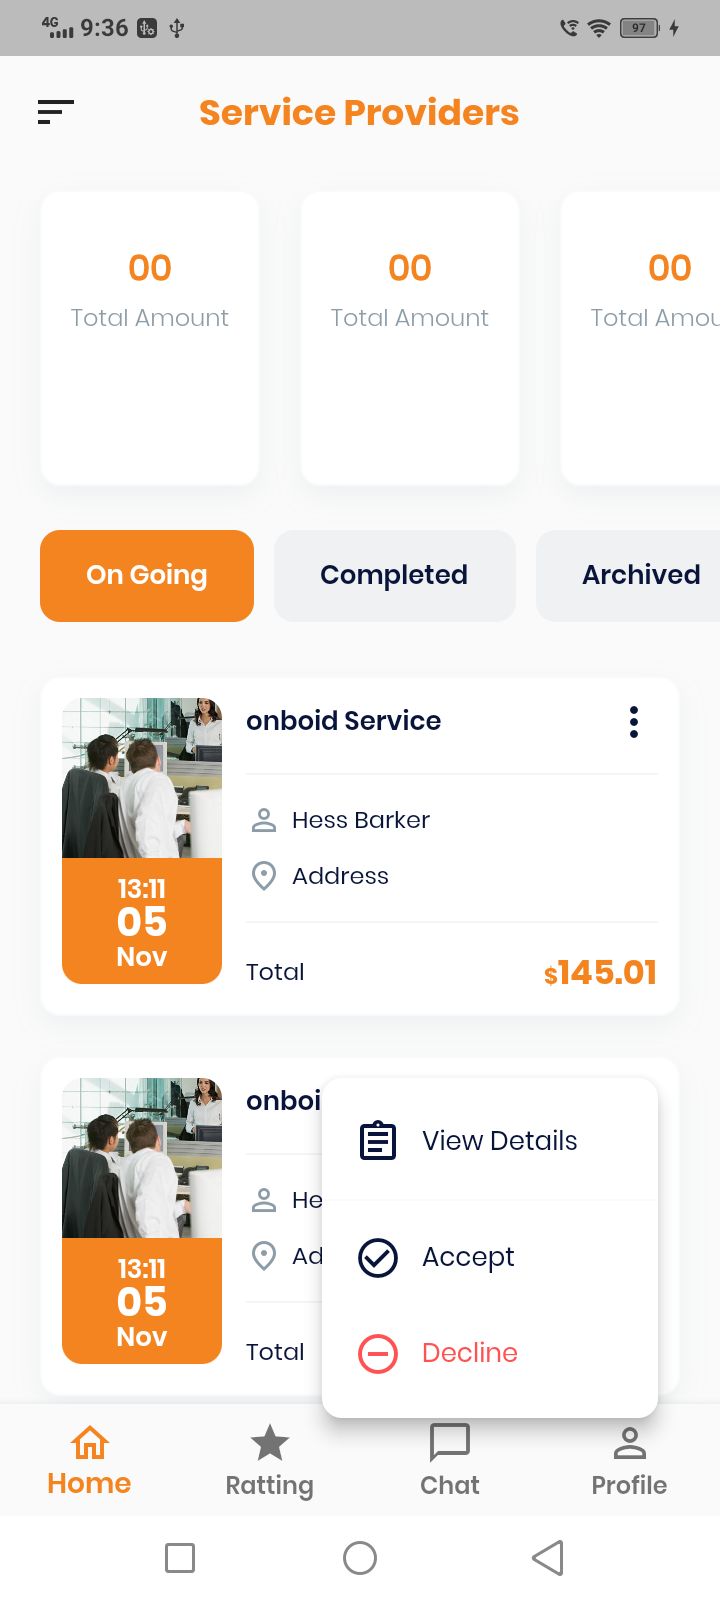 4G 9:36 97
Service Providers
00 00 00
Total Amount Total Amount Total Amou
On Going Completed Archived
onboid Service
Hess Barker
Address
13:11
05
Nov
Total $145.01
onboi
He
Ad
13:11
05
Nov
Total
View Details
Accept
Decline
Home Ratting Chat Profile